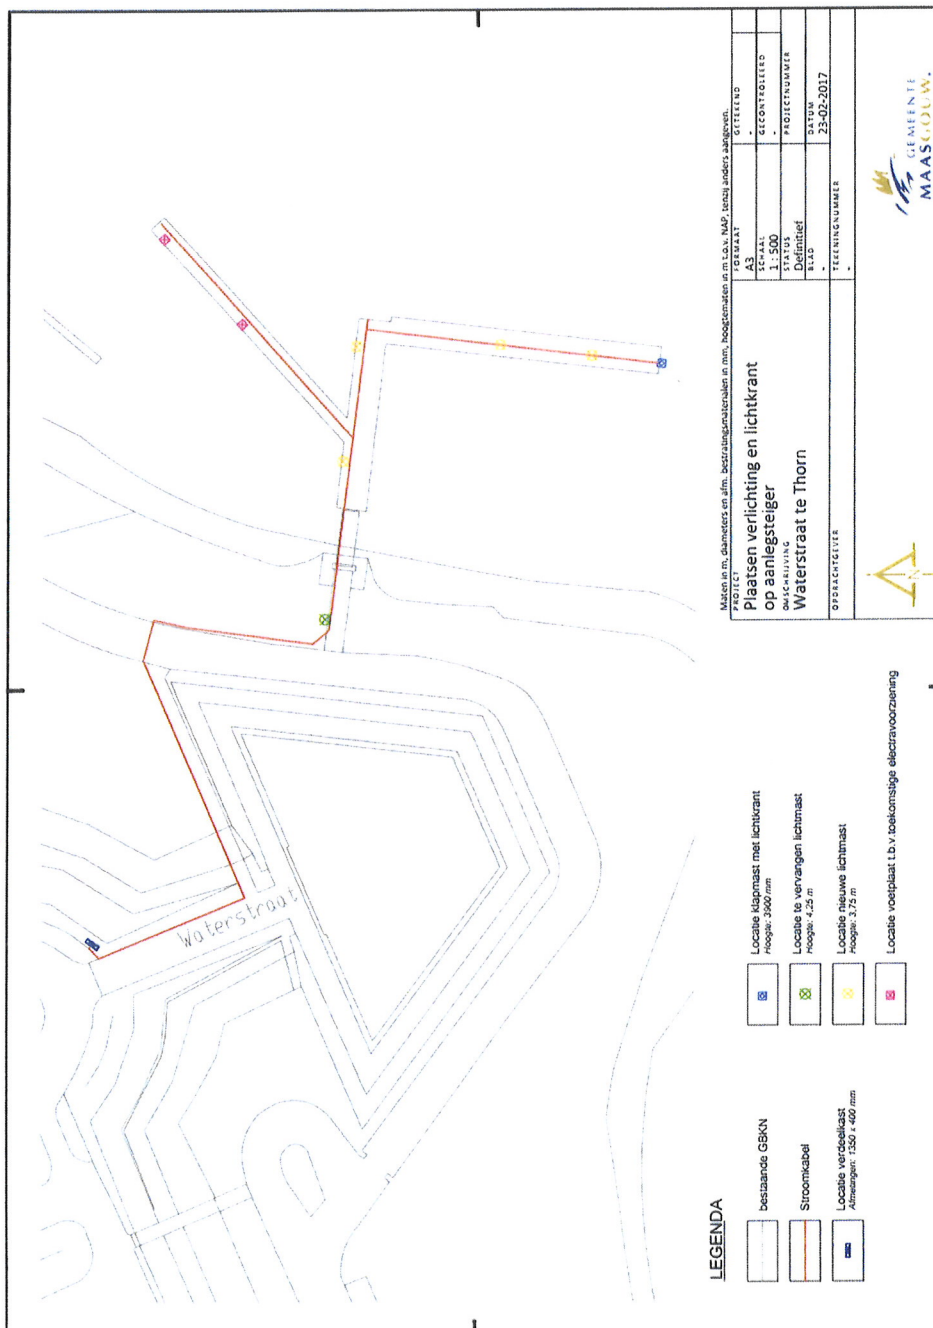 Waterstraat
Maten in m, diameters en afm. bestratingsmaterialen in mm, hoogtematen in m t.o.v. NAP, tenzij anders aangeven.
PROJECT
Plaatsen verlichting en lichtkrant
op aanlegsteiger
OMSCHRIJVING
Waterstraat te Thorn
OPDRACHTGEVER
FORMAAT
A3
SCHAAL
1 : 500
STATUS
Definitief
BLAD
-
TEKENINGNUMMER
-
GETEKEND
-
GECONTROLEERD
-
PROJECTNUMMER
DATUM
23-02-2017
N
GEMEENTE
MAASGOUW.
LEGENDA
bestaande GBKN
Stroomkabel
Locatie verdeelkast
Afmetingen: 1350 x 400 mm
Locatie klapmast met lichtkrant
Hoogte: 3900 mm
Locatie te vervangen lichtmast
Hoogte: 4,25 m
Locatie nieuwe lichtmast
Hoogte: 3,75 m
Locatie voetplaat t.b.v. toekomstige electravoorziening